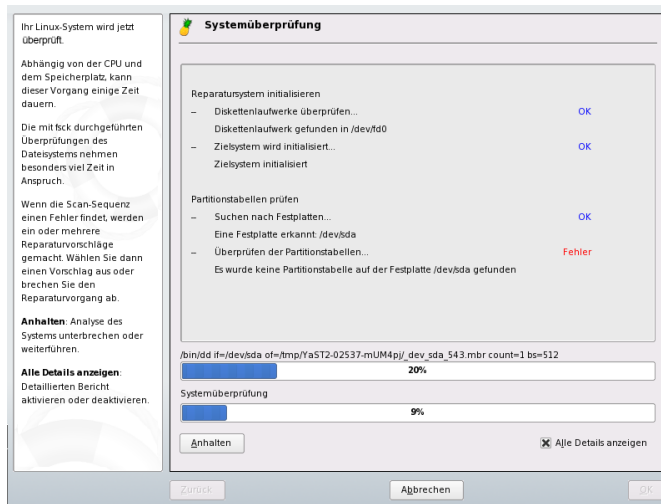 Ihr Linux-System wird jetzt
überprüft.
Abhängig von der CPU und
dem Speicherplatz, kann
dieser Vorgang einige Zeit
dauern.
Die mit fsck durchgeführten
Überprüfungen des
Dateisystems nehmen
besonders viel Zeit in
Anspruch.
Wenn die Scan-Sequenz
einen Fehler findet, werden
ein oder mehrere
Reparaturvorschläge
gemacht. Wählen Sie dann
einen Vorschlag aus oder
brechen Sie den
Reparaturvorgang ab.
Anhalten: Analyse des
Systems unterbrechen oder
weiterführen.
Alle Details anzeigen:
Detaillierten Bericht
aktivieren oder deaktivieren.
Systemüberprüfung
Reparatursystem initialisieren
– Diskettenlaufwerke überprüfen... OK
Diskettenlaufwerk gefunden in /dev/fd0
– Zielsystem wird initialisiert... OK
Zielsystem initialisiert
Partitionstabellen prüfen
– Suchen nach Festplatten... OK
Eine Festplatte erkannt: /dev/sda
– Überprüfen der Partitionstabellen... Fehler
Es wurde keine Partitionstabelle auf der Festplatte /dev/sda gefunden
/bin/dd if=/dev/sda of=/tmp/YaST2-02537-mUM4pj/_dev_sda_543.mbr count=1 bs=512
20%
Systemüberprüfung
9%
Anhalten
Alle Details anzeigen
Zurück
Abbrechen
OK